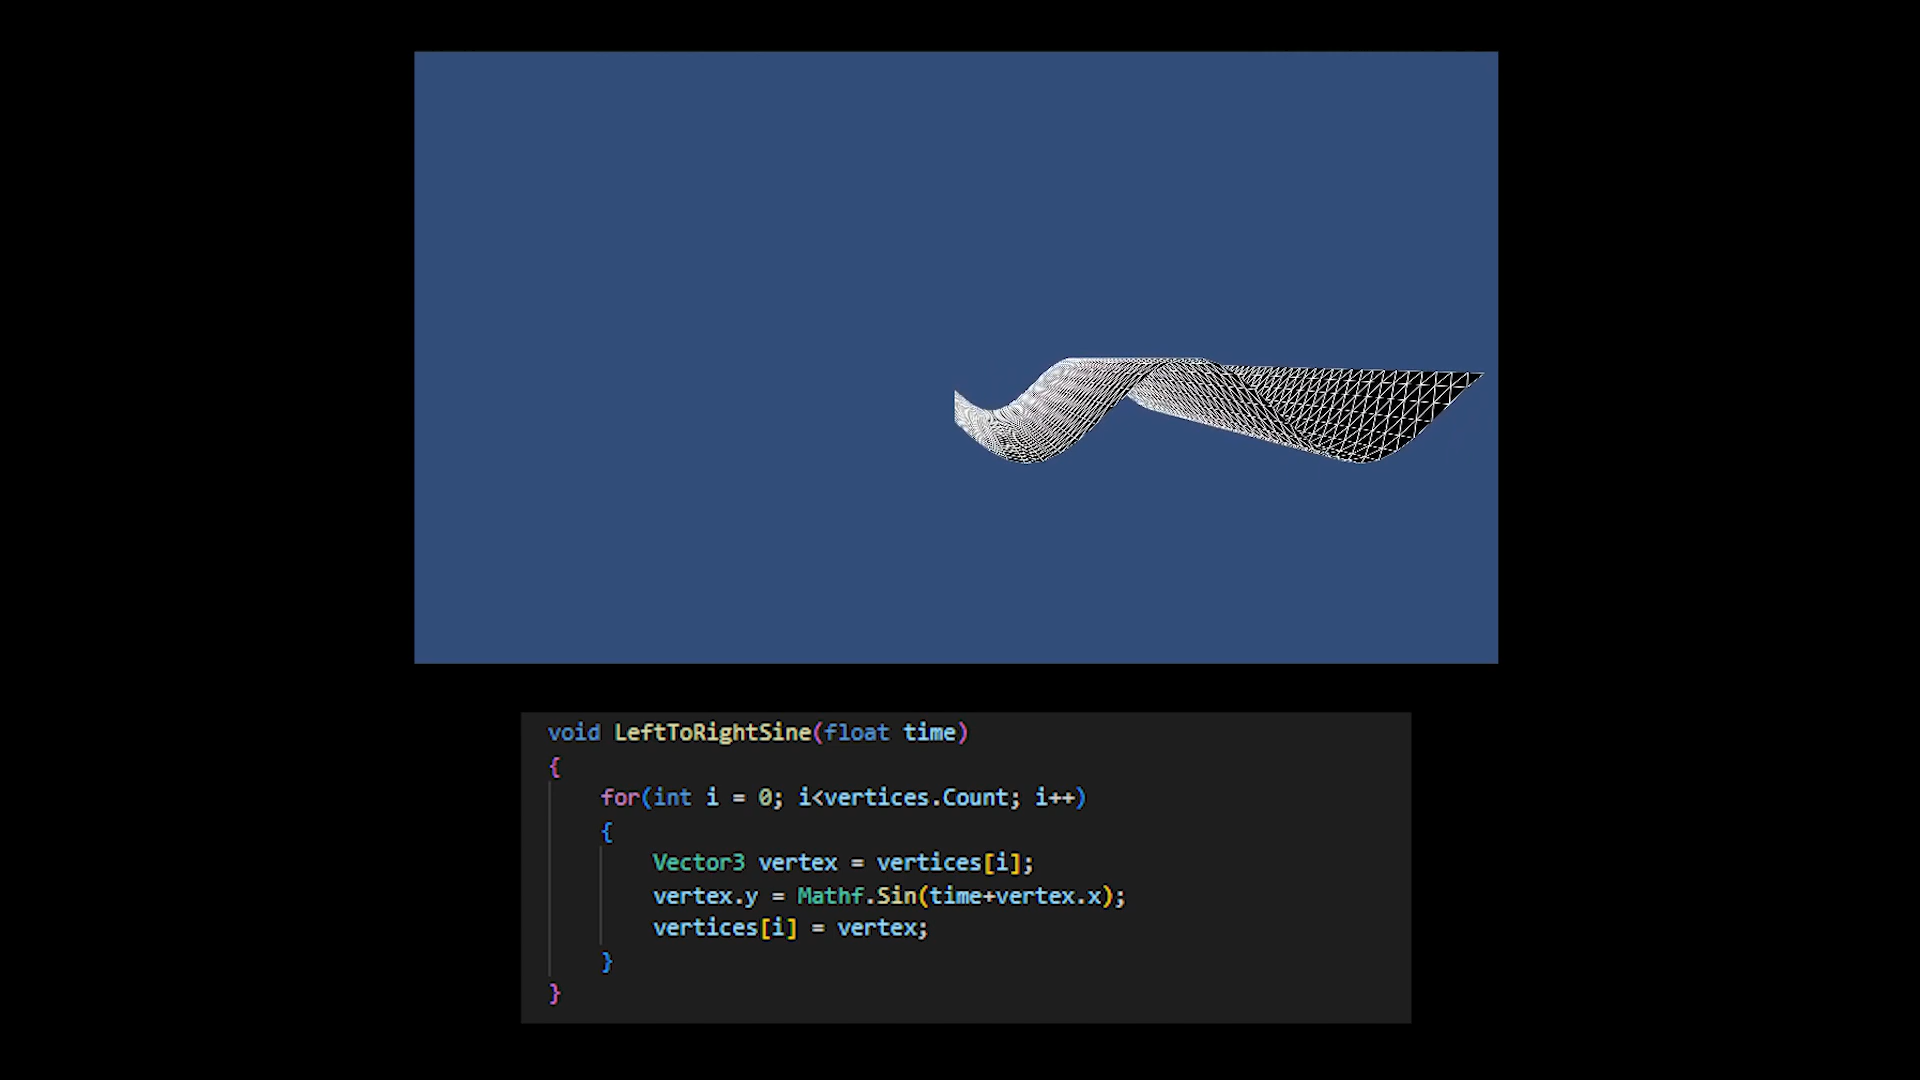 void LeftToRightSine(float time)
{
for(int i = 0; i<vertices.Count; i++)
{
Vector3 vertex = vertices[i];
vertex.y = Mathf.Sin(time+vertex.x);
vertices[i] = vertex;
}
}